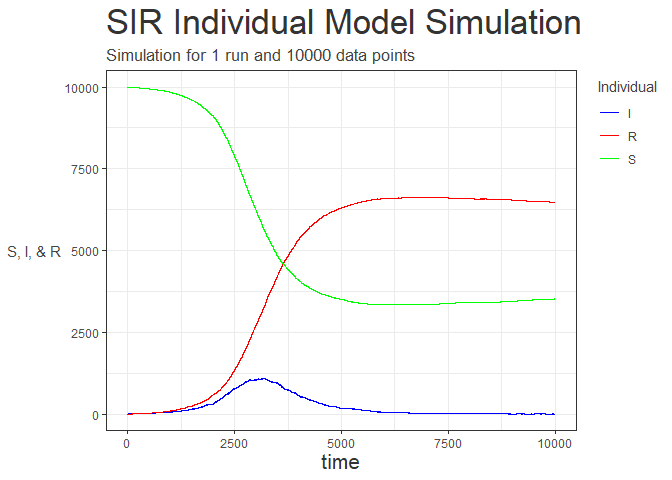 SIR Individual Model Simulation
Simulation for 1 run and 10000 data points
10000
7500
5000
2500
0
S, I, & R
0 2500 5000 7500 10000
time
Individual
I
R
S